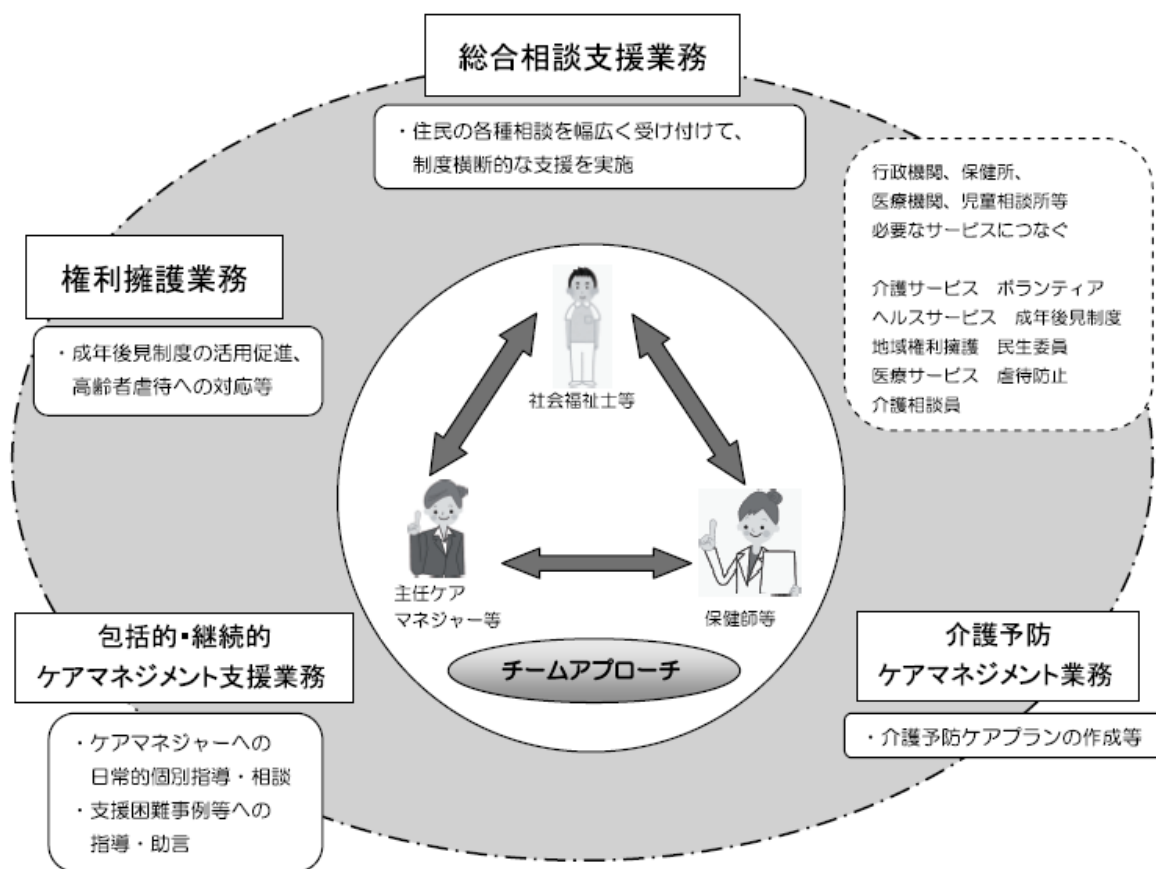 総合相談支援業務
・住民の各種相談を幅広く受け付けて、
制度横断的な支援を実施
行政機関、保健所、
医療機関、児童相談所等
必要なサービスにつなぐ
介護サービス　ボランティア
ヘルスサービス　成年後見制度
地域権利擁護　民生委員
医療サービス　虐待防止
介護相談員
権利擁護業務
・成年後見制度の活用促進、
高齢者虐待への対応等
社会福祉士等
主任ケア
マネジャー等
保健師等
チームアプローチ
包括的・継続的
ケアマネジメント支援業務
・ケアマネジャーへの
日常的個別指導・相談
・支援困難事例等への
指導・助言
介護予防
ケアマネジメント業務
・介護予防ケアプランの作成等